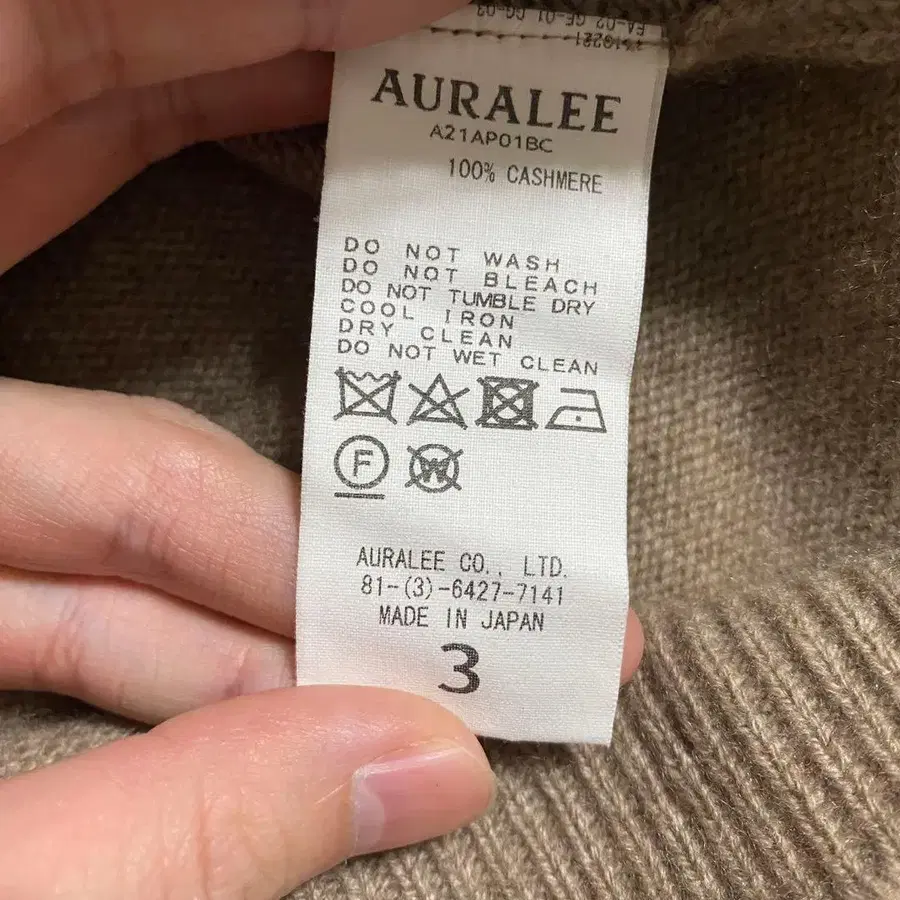 AURALEE
A21AP01BC
100% CASHMERE
DO NOT WASH
DO NOT BLEACH
DO NOT TUMBLE DRY
COOL IRON
DRY CLEAN
DO NOT WET CLEAN
F W
AURALEE CO., LTD.
81-(3)-6427-7141
MADE IN JAPAN
3